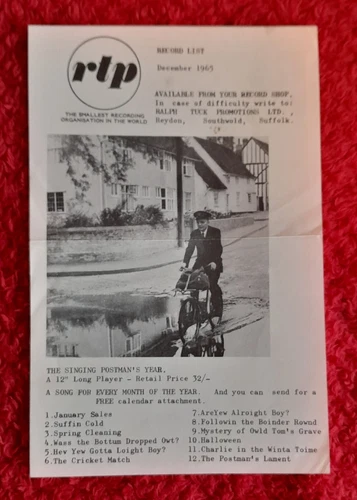 rtp
THE SMALLEST RECORDING
ORGANISATION IN THE WORLD
RECORD LIST
December 1965
AVAILABLE FROM YOUR RECORD SHOP.
In case of difficulty write to:
RALPH TUCK PROMOTIONS LTD.,
Reydon, Southwold, Suffolk.
THE SINGING POSTMAN'S YEAR.
A 12" Long Player - Retail Price 32/-
A SONG FOR EVERY MONTH OF THE YEAR. And you can send for a
FREE calendar attachment.
1.January Sales
2.Suffin Cold
3.Spring Cleaning
4.Wass the Bottum Dropped Owt?
5.Hev Yew Gotta Loight Boy?
6.The Cricket Match
7.AreYew Alroight Boy?
8.Followin the Boinder Rownd
9.Mystery of Owld Tom's Grave
10.Halloween
11.Charlie in the Winta Toime
12.The Postman's Lament